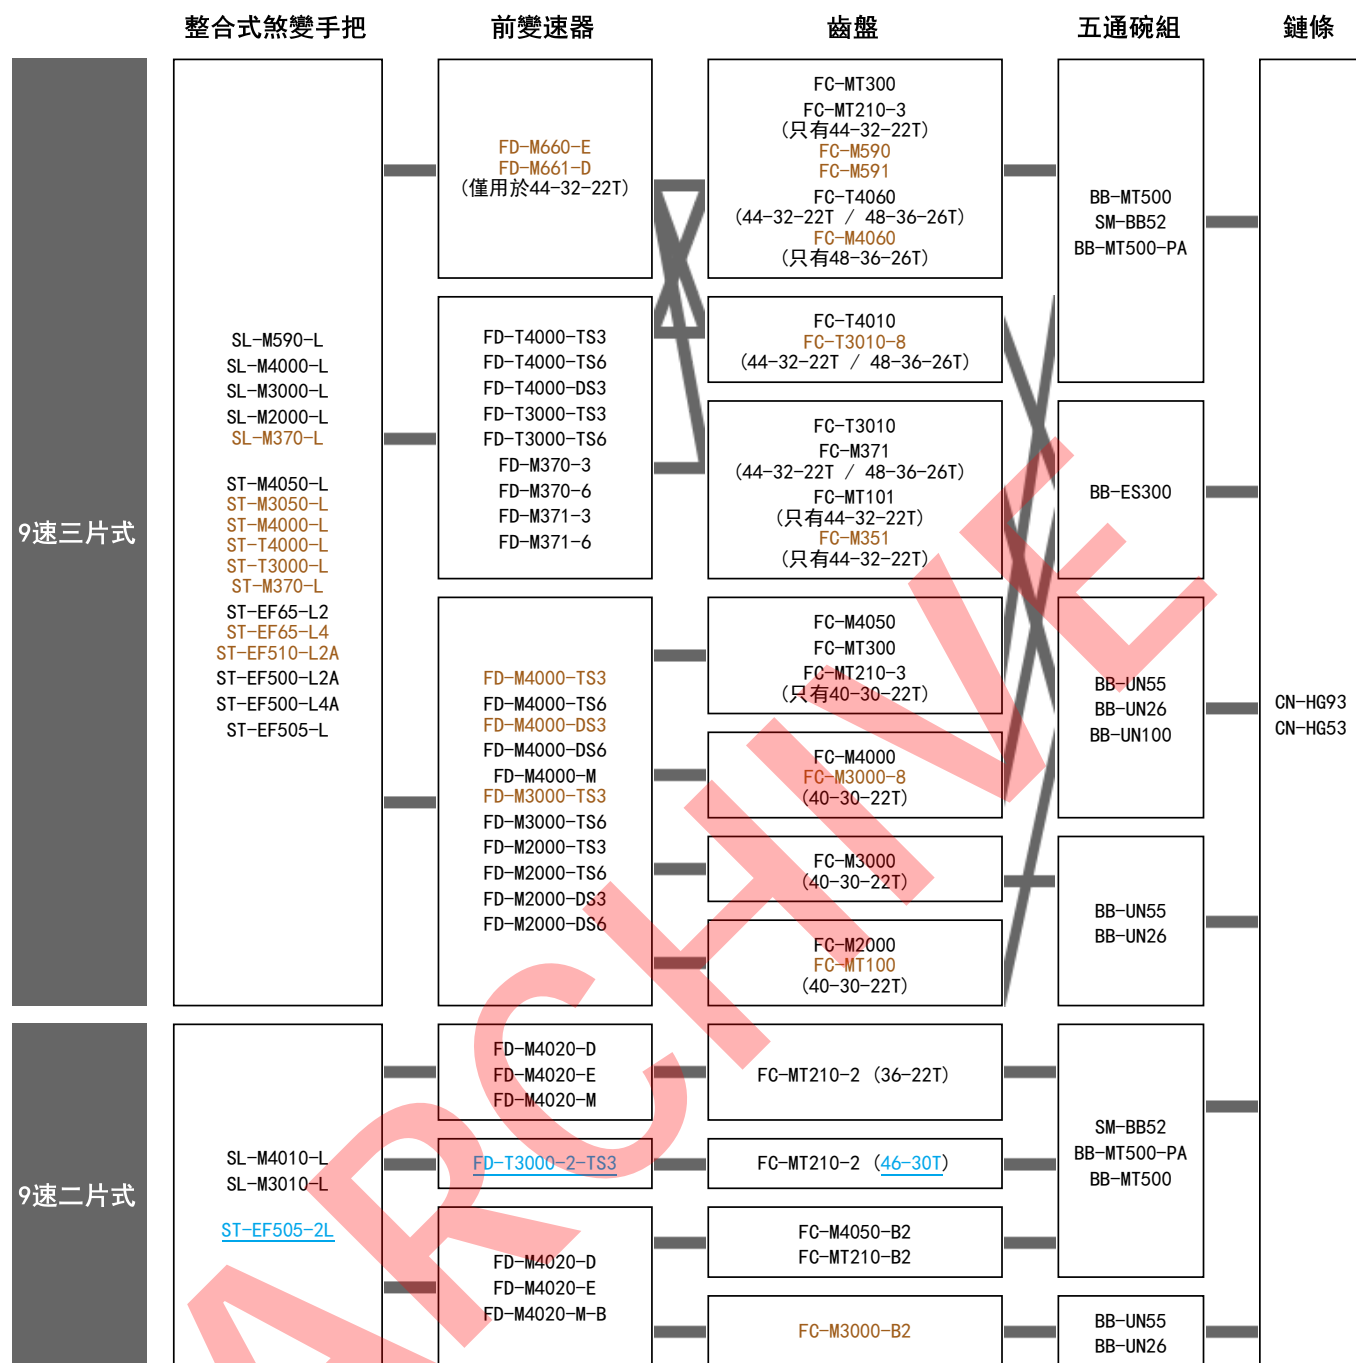 整合式煞變手把
前變速器
齒盤
五通碗組
鏈條
9速三片式
SL-M590-L
SL-M4000-L
SL-M3000-L
SL-M2000-L
SL-M370-L
ST-M4050-L
ST-M3050-L
ST-M4000-L
ST-T4000-L
ST-T3000-L
ST-M370-L
ST-EF65-L2
ST-EF65-L4
ST-EF510-L2A
ST-EF500-L2A
ST-EF500-L4A
ST-EF505-L
FD-M660-E
FD-M661-D
(僅用於44-32-22T)
FD-T4000-TS3
FD-T4000-TS6
FD-T4000-DS3
FD-T3000-TS3
FD-T3000-TS6
FD-M370-3
FD-M370-6
FD-M371-3
FD-M371-6
FD-M4000-TS3
FD-M4000-TS6
FD-M4000-DS3
FD-M4000-DS6
FD-M4000-M
FD-M3000-TS3
FD-M3000-TS6
FD-M2000-TS3
FD-M2000-TS6
FD-M2000-DS3
FD-M2000-DS6
FC-MT300
FC-MT210-3
(只有44-32-22T)
FC-M590
FC-M591
FC-T4060
(44-32-22T / 48-36-26T)
FC-M4060
(只有48-36-26T)
FC-T4010
FC-T3010-8
(44-32-22T / 48-36-26T)
FC-T3010
FC-M371
(44-32-22T / 48-36-26T)
FC-MT101
(只有44-32-22T)
FC-M351
(只有44-32-22T)
FC-M4050
FC-MT300
FC-MT210-3
(只有40-30-22T)
FC-M4000
FC-M3000-8
(40-30-22T)
FC-M3000
(40-30-22T)
FC-M2000
FC-MT100
(40-30-22T)
BB-MT500
SM-BB52
BB-MT500-PA
BB-ES300
BB-UN55
BB-UN26
BB-UN100
BB-UN55
BB-UN26
CN-HG93
CN-HG53
9速二片式
SL-M4010-L
SL-M3010-L
ST-EF505-2L
FD-M4020-D
FD-M4020-E
FD-M4020-M
FD-T3000-2-TS3
FD-M4020-D
FD-M4020-E
FD-M4020-M-B
FC-MT210-2 (36-22T)
FC-MT210-2 (46-30T)
FC-M4050-B2
FC-MT210-B2
FC-M3000-B2
SM-BB52
BB-MT500-PA
BB-MT500
BB-UN55
BB-UN26
ARCHIVE